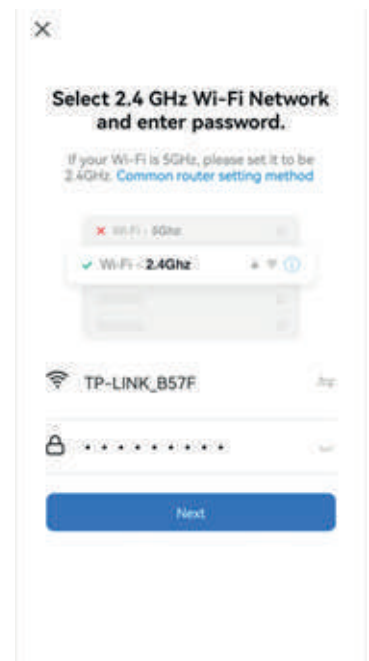 Select 2.4 GHz Wi-Fi Network
and enter password.
If your Wi-Fi is 5GHz, please set it to be
2.4GHz. Common router setting method
Wi-Fi - 5Ghz
Wi-Fi - 2.4Ghz
TP-LINK_B57F
Next